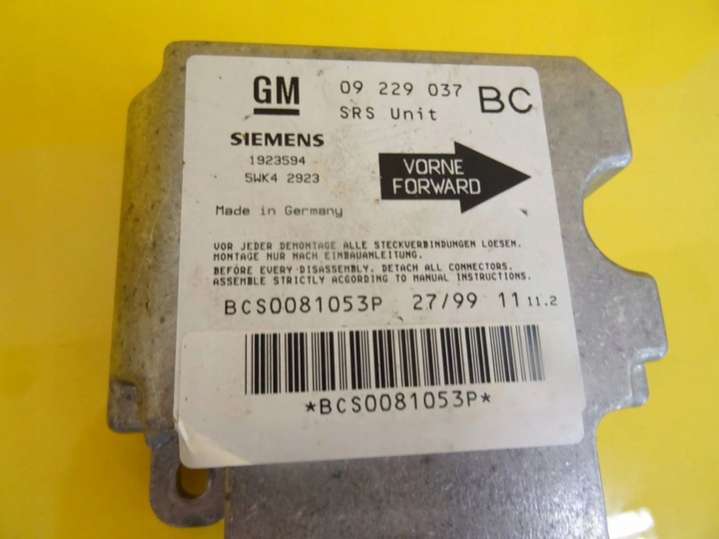 GM 09 229 037 BC
SRS Unit
SIEMENS
1923594
5WK4 2923
VORNE
FORWARD
Made in Germany
VOR JEDER DEMONTAGE ALLE STECKVERBINDUNGEN LOESEN.
MONTAGE NUR NACH EINBAUANLEITUNG.
BEFORE EVERY DISASSEMBLY, DETACH ALL CONNECTORS.
ASSEMBLE STRICTLY ACGORDING TO MANUAL INSTRUCTIONS.
BCS0081053P 27/99 11 11.2
*BCS0081053P*